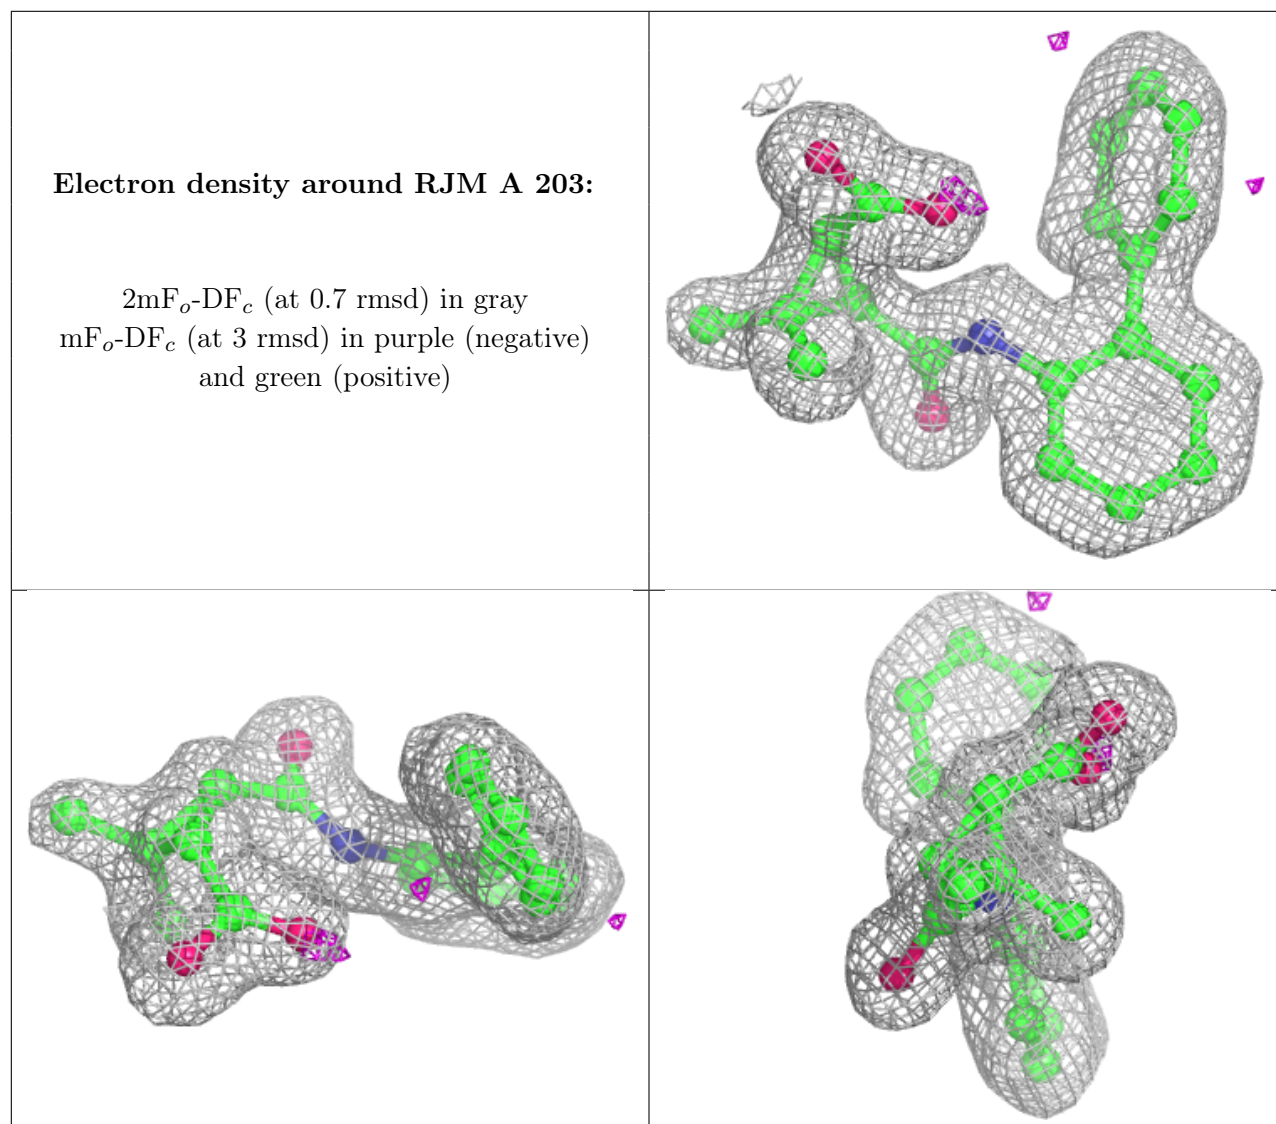 Electron density around RJM A 203:
2mFo-DFc (at 0.7 rmsd) in gray
mFo-DFc (at 3 rmsd) in purple (negative)
and green (positive)